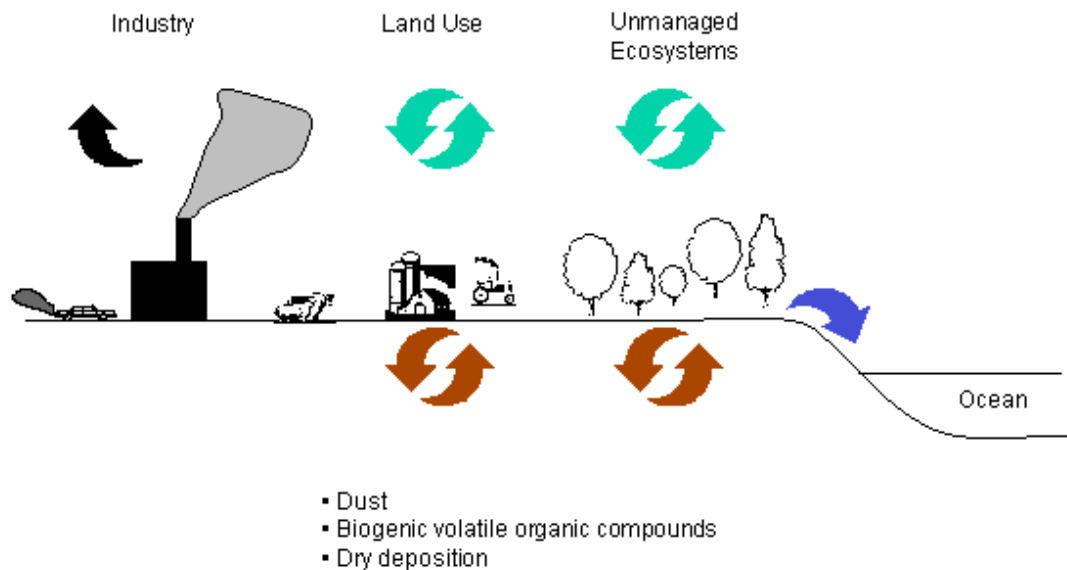 Industry
Land Use
Unmanaged
Ecosystems
Ocean
▪ Dust
▪ Biogenic volatile organic compounds
▪ Dry deposition